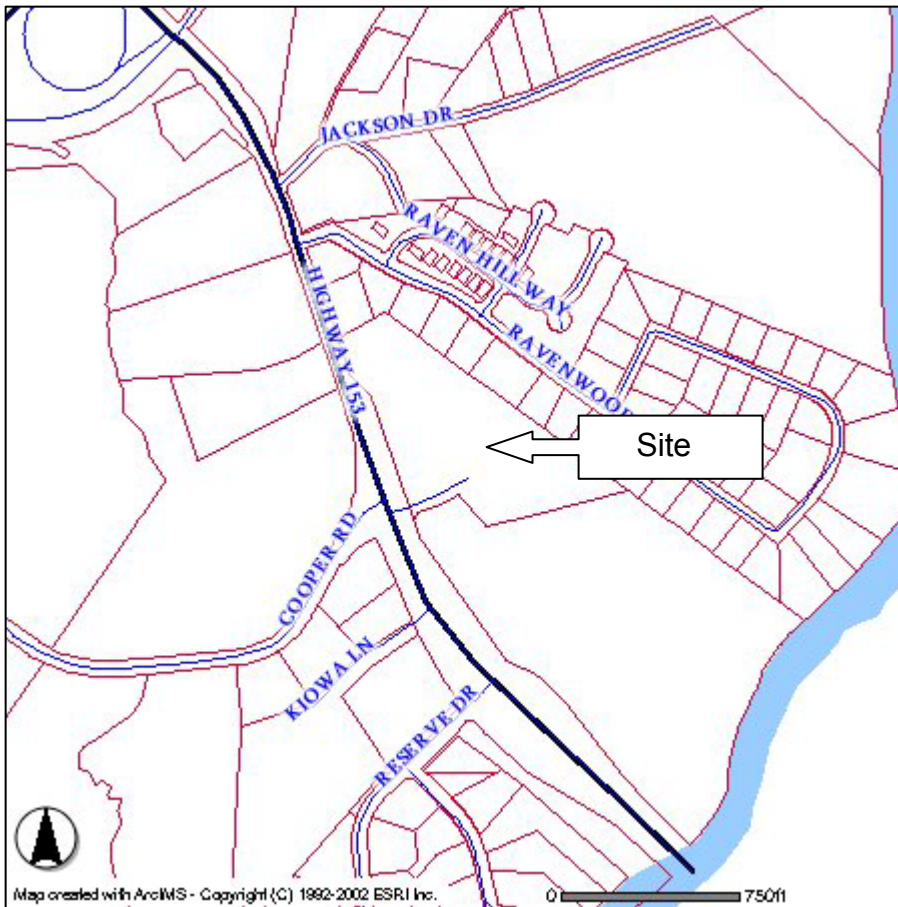 JACKSON DR
RAVEN HILL WAY
HIGHWAY 153
RAVENWOOD
Site
COOPER RD
KIOWA LN
RESERVE DR
Map created with ArcIMS - Copyright (C) 1992-2002 ESRI Inc.
0 750ft